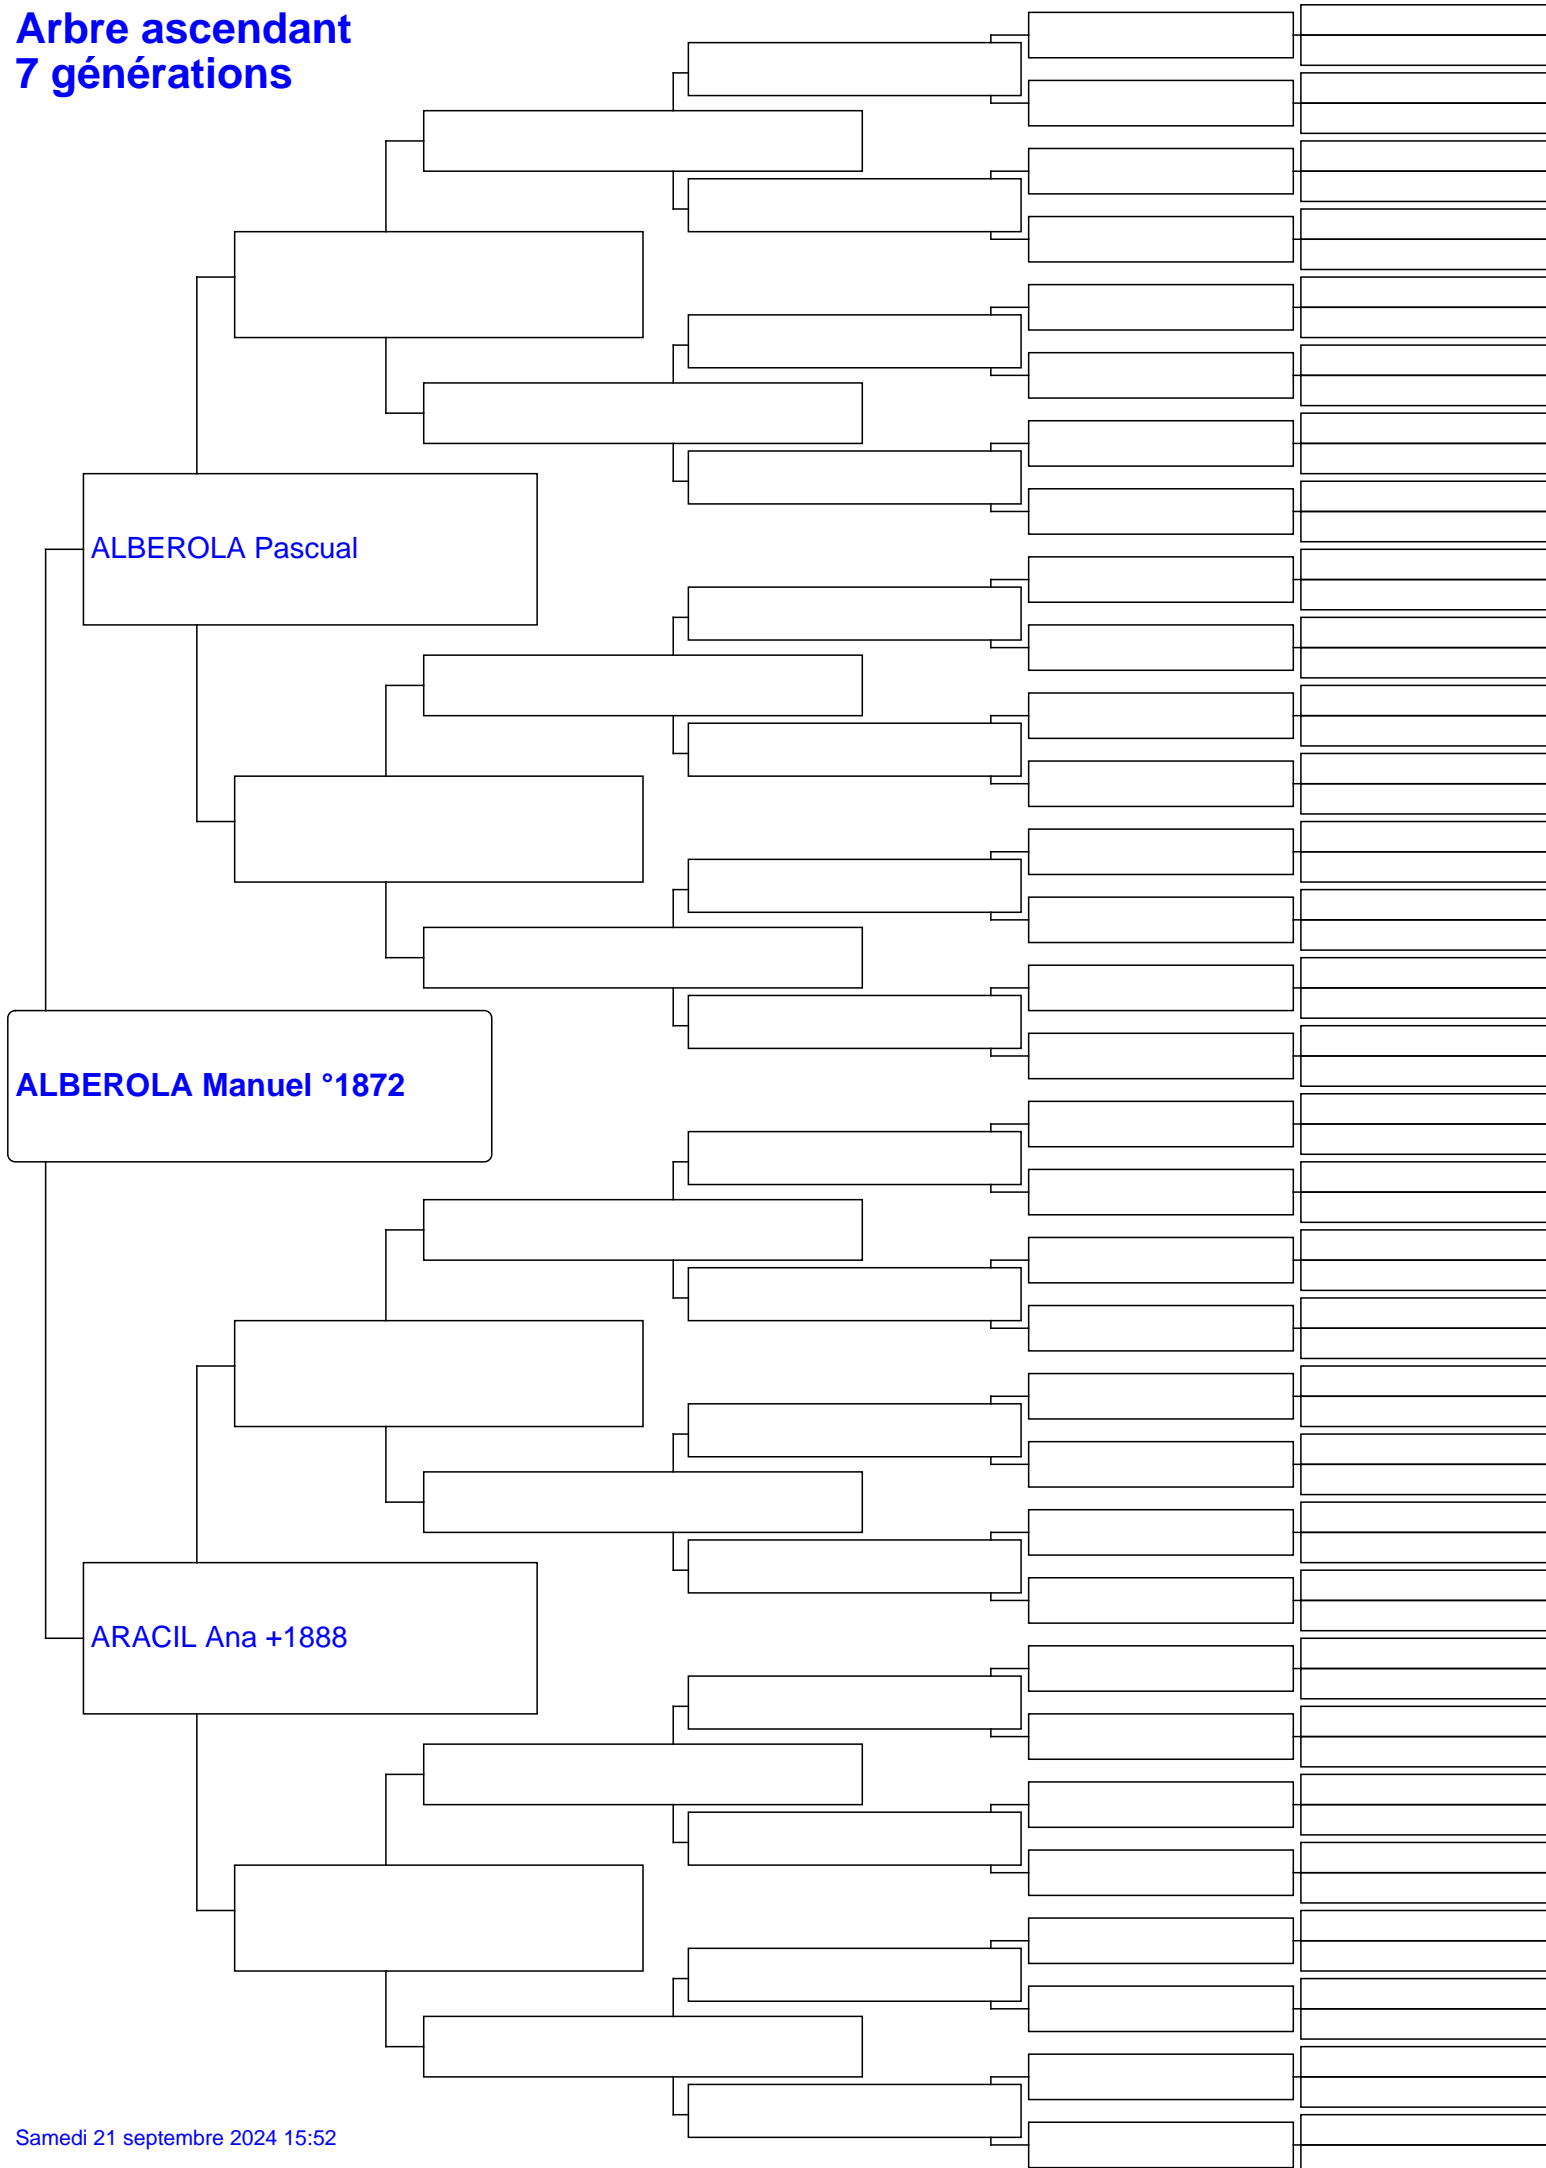 Arbre ascendant
7 générations
ALBEROLA Pascual
ALBEROLA Manuel °1872
ARACIL Ana +1888
Samedi 21 septembre 2024 15:52